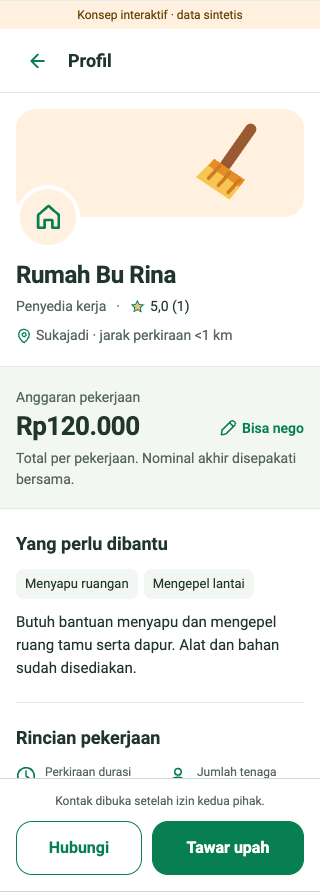 Konsep interaktif · data sintetis
Profil
Rumah Bu Rina
Penyedia kerja · 5,0 (1)
Sukajadi · jarak perkiraan <1 km
Anggaran pekerjaan
Rp120.000
Bisa nego
Total per pekerjaan. Nominal akhir disepakati
bersama.
Yang perlu dibantu
Menyapu ruangan
Mengepel lantai
Butuh bantuan menyapu dan mengepel
ruang tamu serta dapur. Alat dan bahan
sudah disediakan.
Rincian pekerjaan
Perkiraan durasi
Jumlah tenaga
Kontak dibuka setelah izin kedua pihak.
Hubungi
Tawar upah